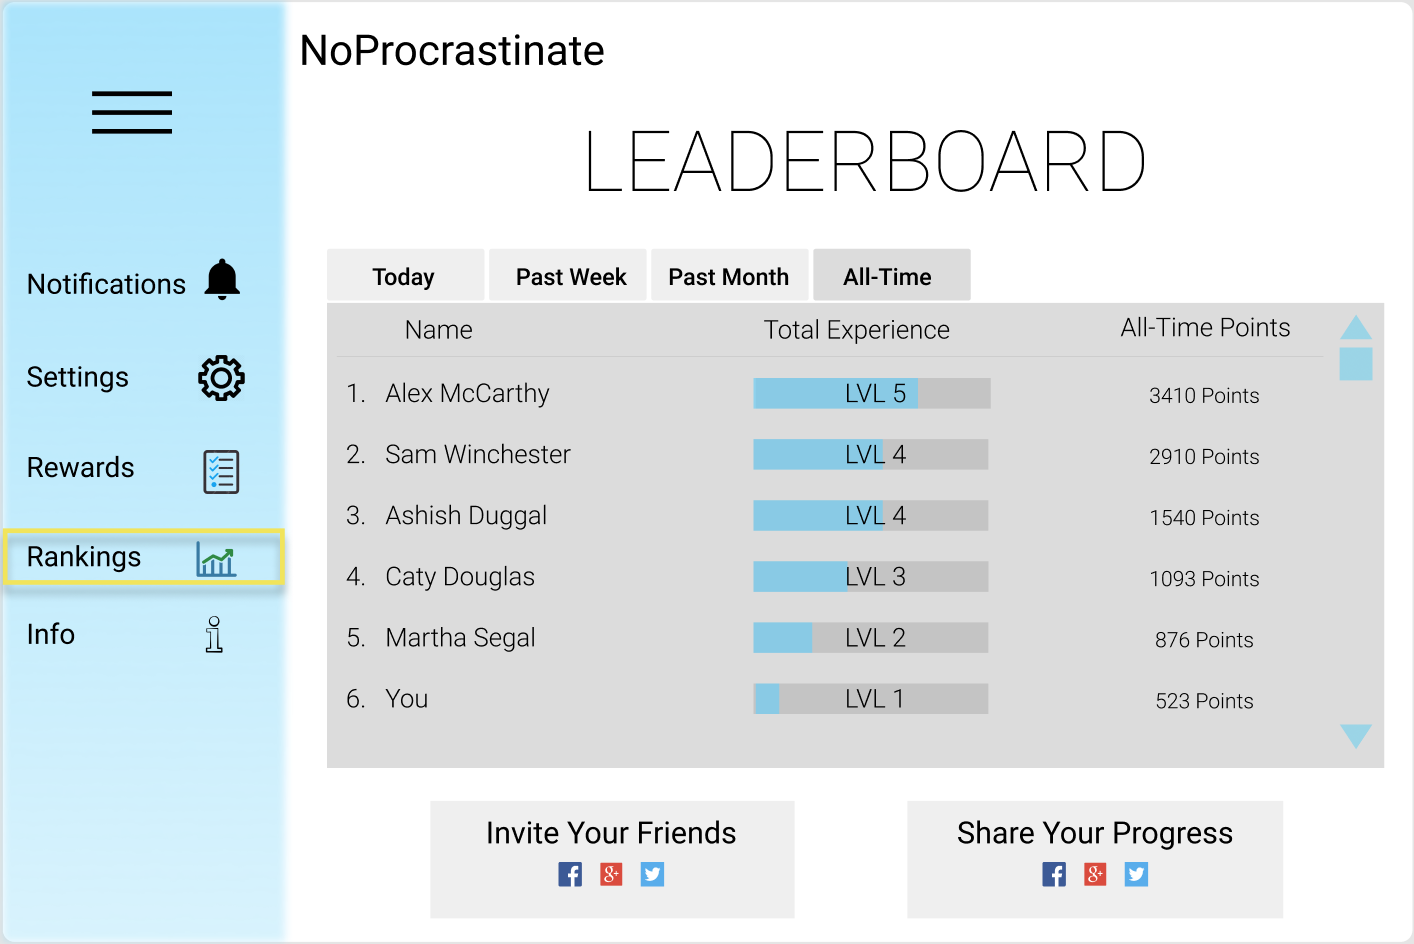 NoProcrastinate
LEADERBOARD
Notifications
Settings
Rewards
Rankings
Info
Today Past Week Past Month All-Time
Name Total Experience All-Time Points
1. Alex McCarthy LVL 5 3410 Points
2. Sam Winchester LVL 4 2910 Points
3. Ashish Duggal LVL 4 1540 Points
4. Caty Douglas LVL 3 1093 Points
5. Martha Segal LVL 2 876 Points
6. You LVL 1 523 Points
Invite Your Friends
f g+
Share Your Progress
f g+